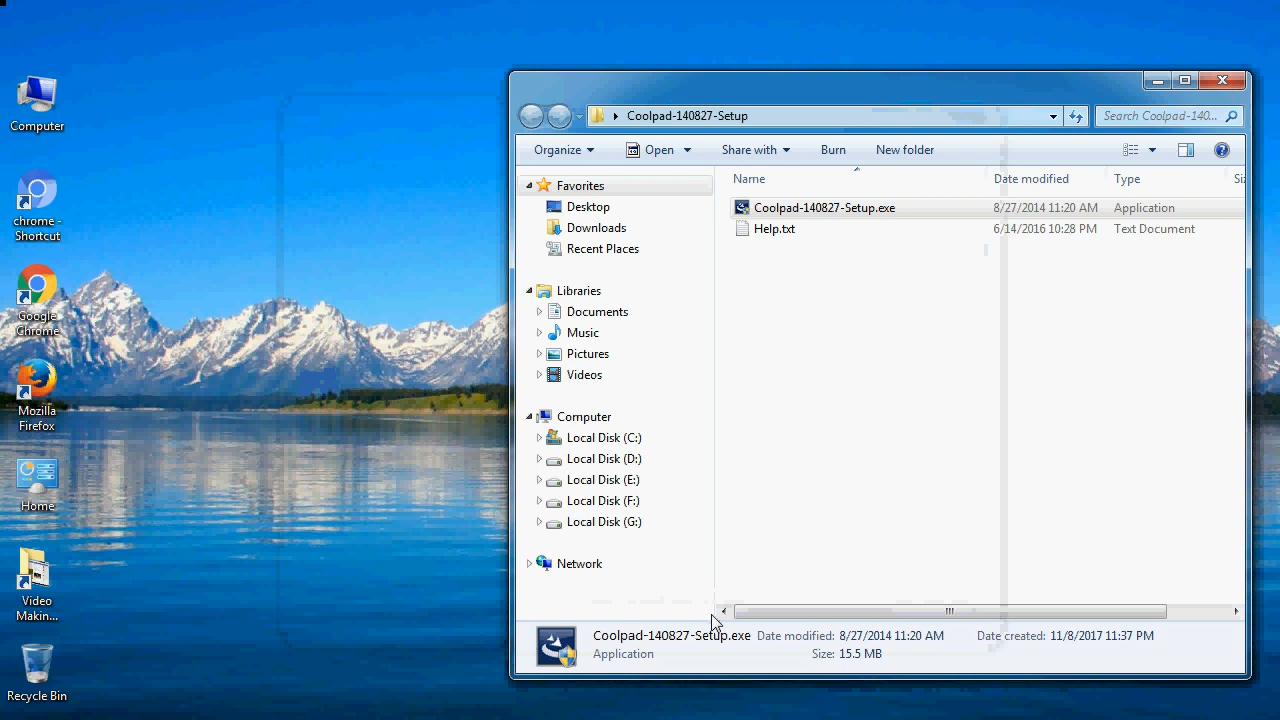 Computer
chrome -
Shortcut
Google
Chrome
Mozilla
Firefox
Home
Video
Makin...
Recycle Bin
Coolpad-140827-Setup
Search Coolpad-140...
Organize
Open
Share with
Burn
New folder
Favorites
Desktop
Downloads
Recent Places
Libraries
Documents
Music
Pictures
Videos
Computer
Local Disk (C:)
Local Disk (D:)
Local Disk (E:)
Local Disk (F:)
Local Disk (G:)
Network
Name Date modified Type Siz
Coolpad-140827-Setup.exe 8/27/2014 11:20 AM Application
Help.txt 6/14/2016 10:28 PM Text Document
Coolpad-140827-Setup.exe Date modified: 8/27/2014 11:20 AM Date created: 11/8/2017 11:37 PM
Application Size: 15.5 MB